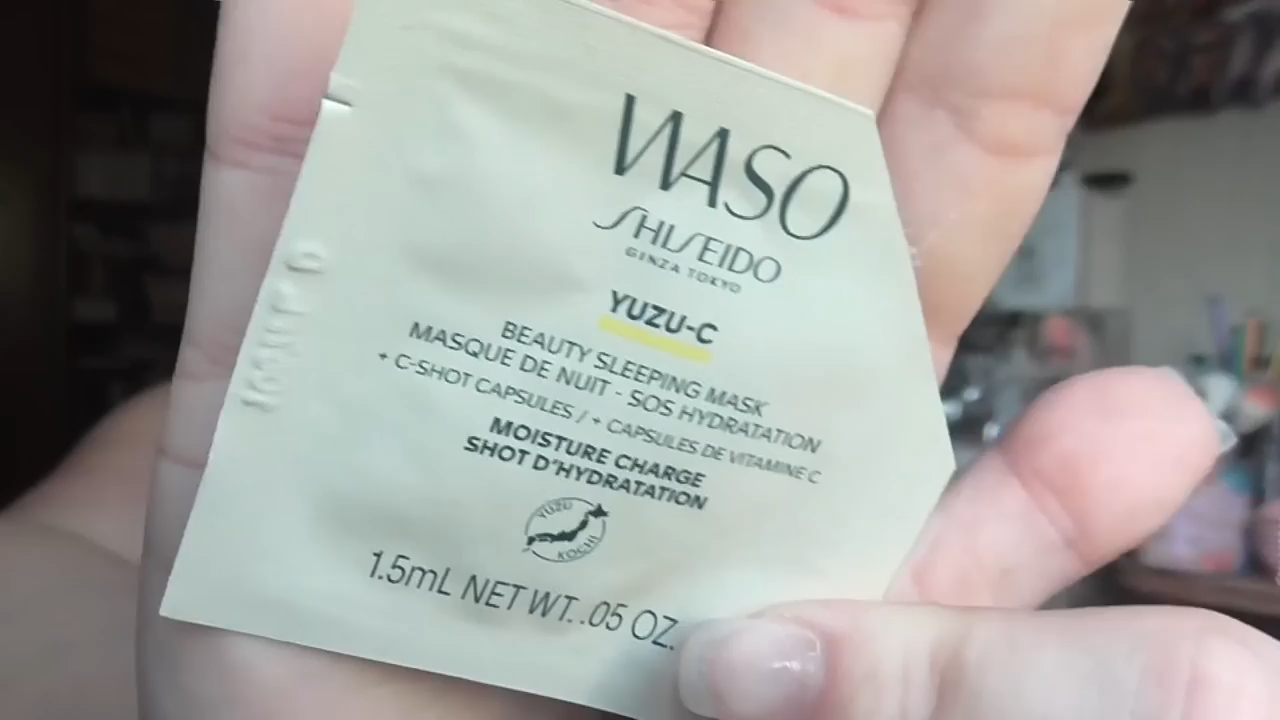 WASO
SHISEIDO
GINZA TOKYO
YUZU-C
BEAUTY SLEEPING MASK
MASQUE DE NUIT - SOS HYDRATATION
+ C-SHOT CAPSULES / + CAPSULES DE VITAMINE C
MOISTURE CHARGE
SHOT D'HYDRATATION
YUZU
KOCHI
1.5mL NET WT. .05 OZ.